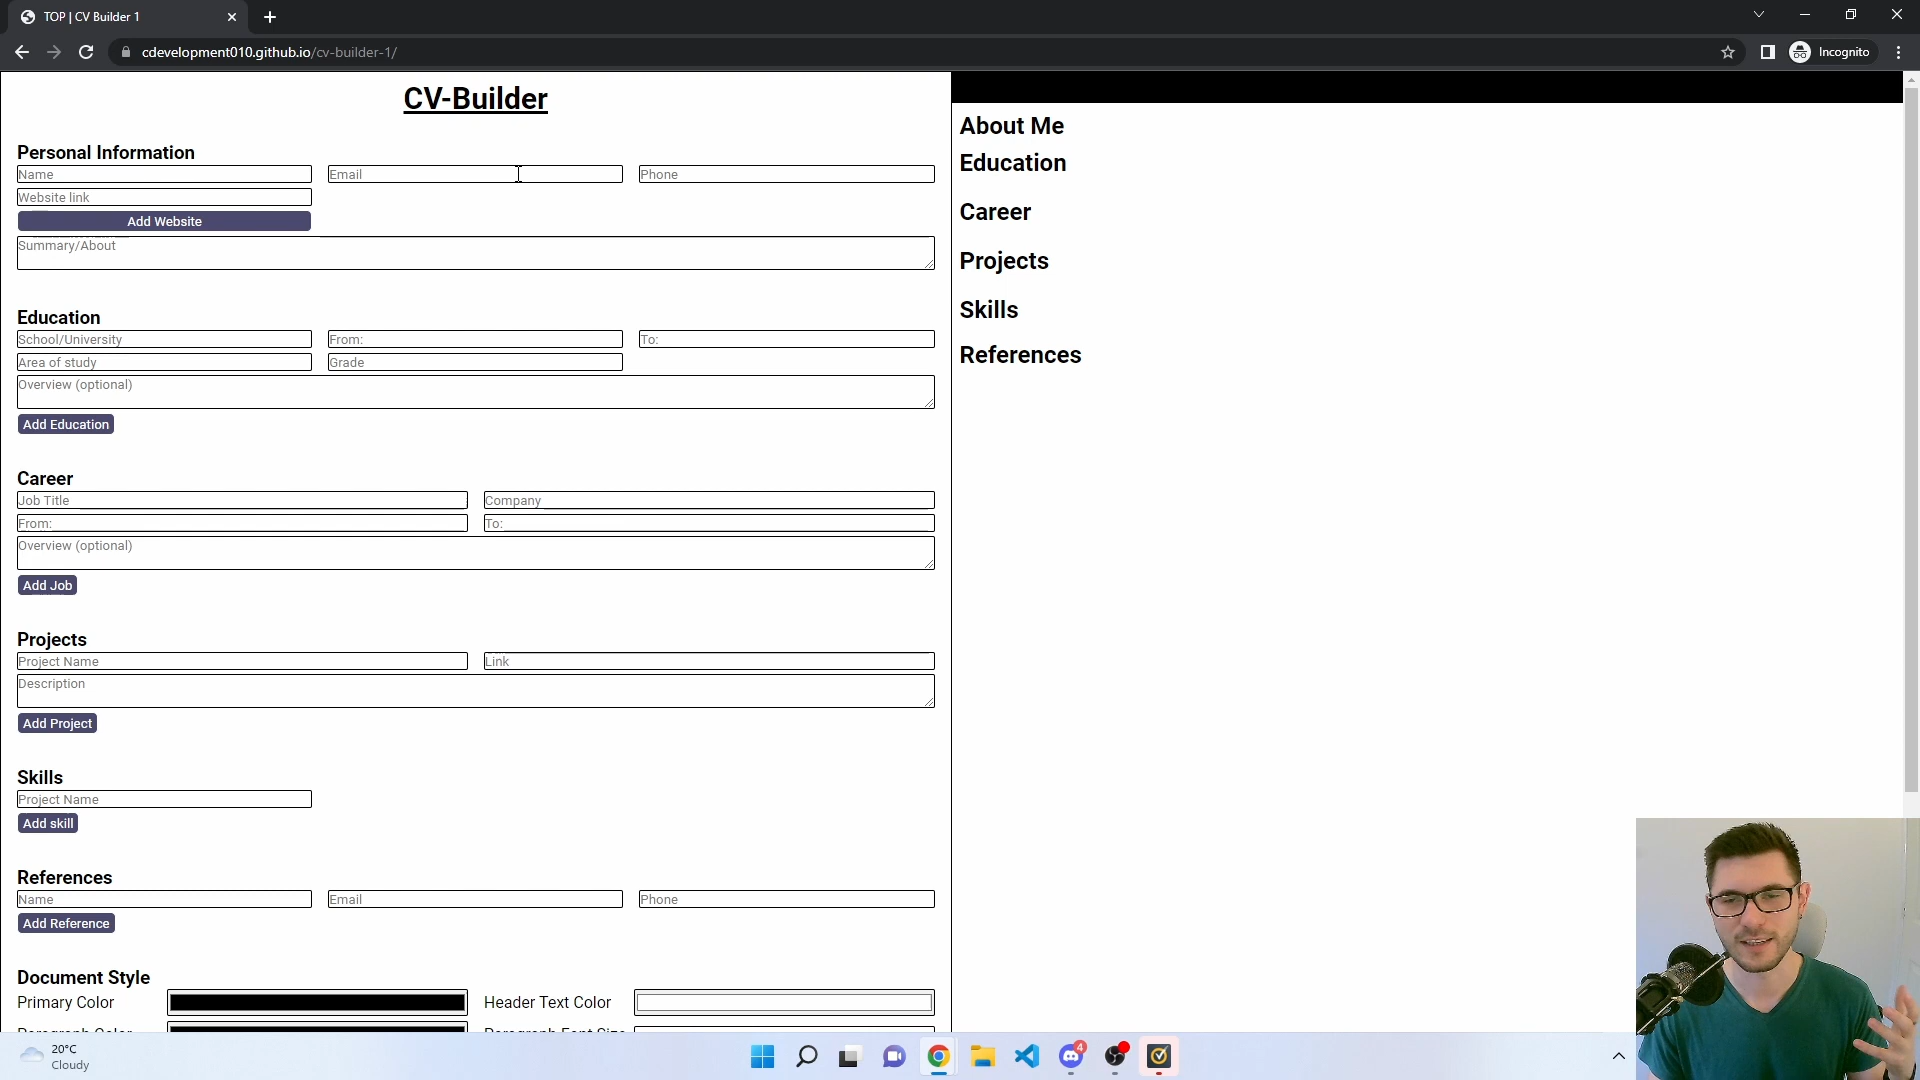 TOP | CV Builder 1
cdevelopment010.github.io/cv-builder-1/
Incognito
CV-Builder
Personal Information
Name
Email
Phone
Website link
Add Website
Summary/About
Education
School/University
From:
To:
Area of study
Grade
Overview (optional)
Add Education
Career
Job Title
Company
From:
To:
Overview (optional)
Add Job
Projects
Project Name
Link
Description
Add Project
Skills
Project Name
Add skill
References
Name
Email
Phone
Add Reference
Document Style
Primary Color
Header Text Color
About Me
Education
Career
Projects
Skills
References
20°C
Cloudy
4